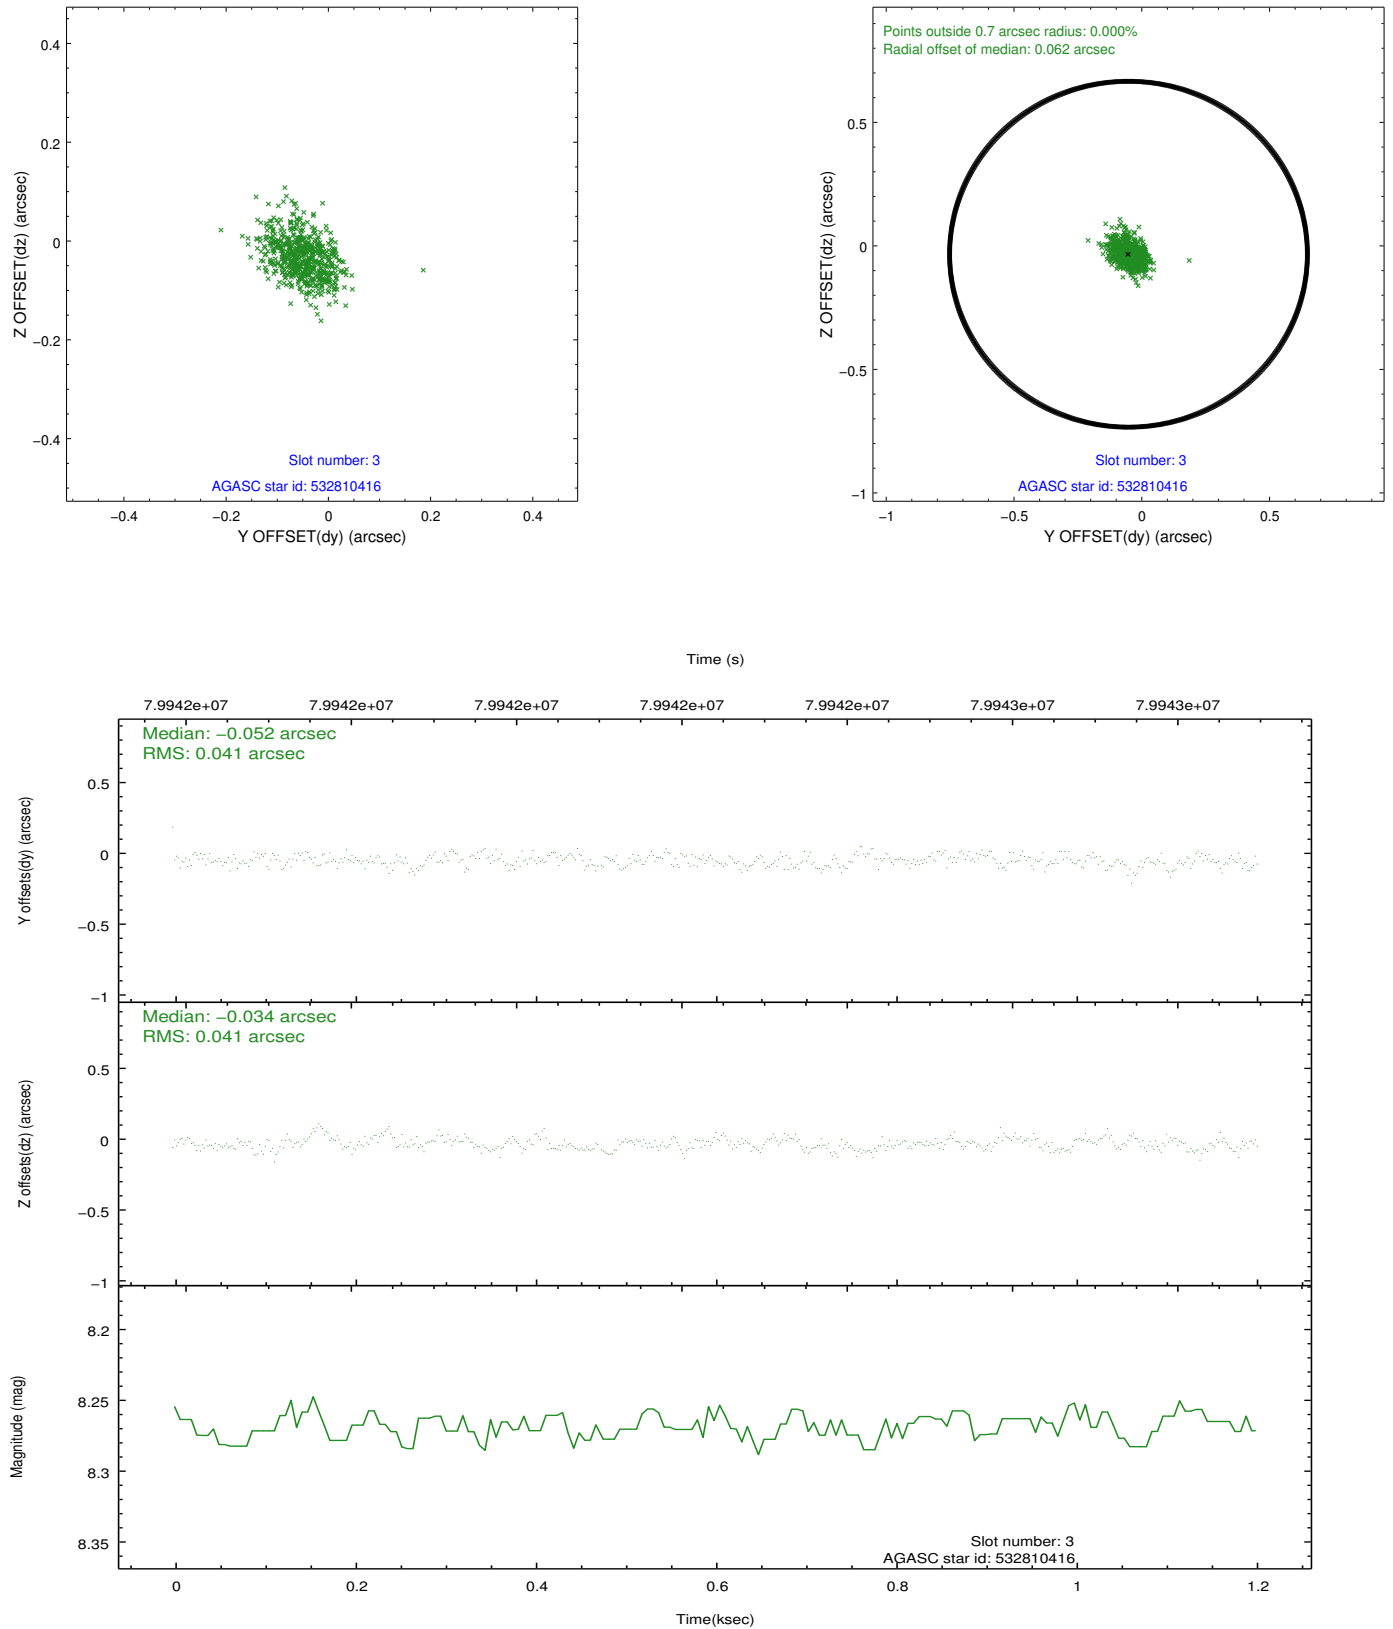 0.4
0.2
0
−0.2
−0.4
Z OFFSET(dz) (arcsec)
Slot number: 3
AGASC star id: 532810416
−0.4 −0.2 0 0.2 0.4
Y OFFSET(dy) (arcsec)
Points outside 0.7 arcsec radius: 0.000%
Radial offset of median: 0.062 arcsec
0.5
0
−0.5
−1
Z OFFSET(dz) (arcsec)
Slot number: 3
AGASC star id: 532810416
−1 −0.5 0 0.5
Y OFFSET(dy) (arcsec)
Time (s)
7.9942e+07 7.9942e+07 7.9942e+07 7.9942e+07 7.9942e+07 7.9943e+07 7.9943e+07
Median: −0.052 arcsec
RMS: 0.041 arcsec
0.5
0
−0.5
−1
Y offsets(dy) (arcsec)
Median: −0.034 arcsec
RMS: 0.041 arcsec
0.5
0
−0.5
−1
Z offsets(dz) (arcsec)
8.2
8.25
8.3
8.35
Magnitude (mag)
Slot number: 3
AGASC star id: 532810416
0 0.2 0.4 0.6 0.8 1 1.2
Time(ksec)